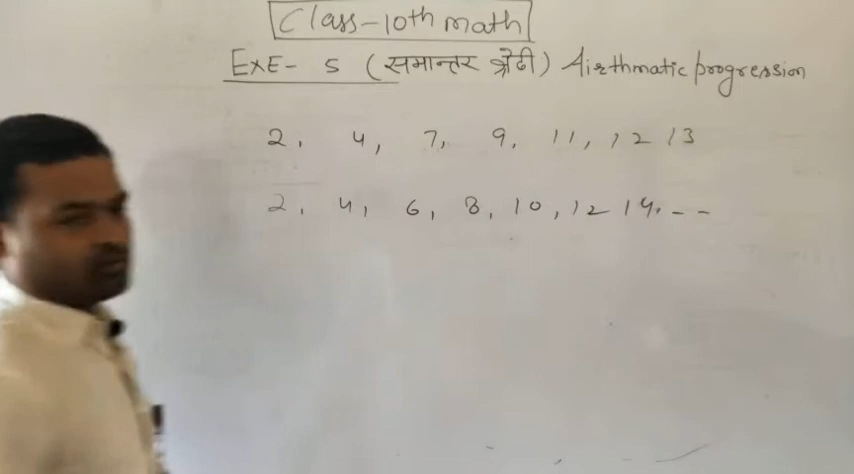 Class-10th math
EXE- 5 (समान्तर श्रेढी) Airthmatic progression
2, 4, 7, 9, 11, 12 13
2, 4, 6, 8, 10, 12 14, - -